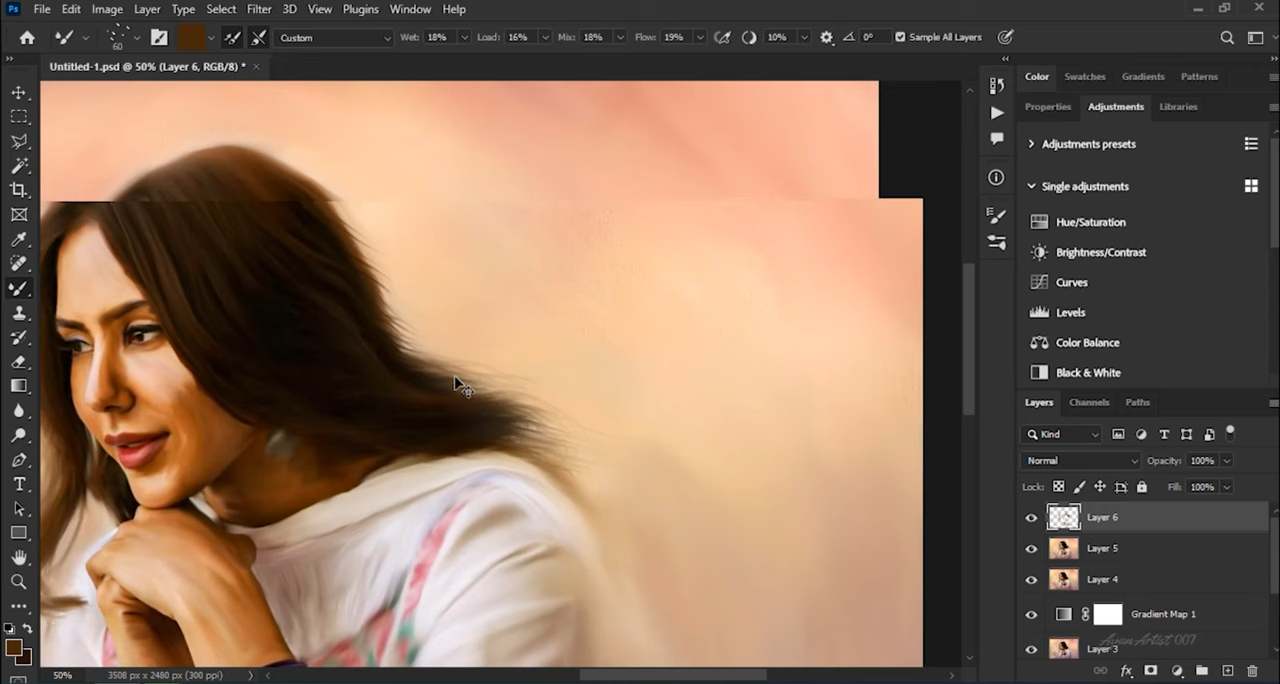 Ps File Edit Image Layer Type Select Filter 3D View Plugins Window Help
60 Custom Wet: 18% Load: 16% Mix: 18% Flow: 19% 10% 0° Sample All Layers
Untitled-1.psd @ 50% (Layer 6, RGB/8) *
Color Swatches Gradients Patterns
Properties Adjustments Libraries
Adjustments presets
Single adjustments
Hue/Saturation
Brightness/Contrast
Curves
Levels
Color Balance
Black & White
Layers Channels Paths
Kind
Normal Opacity: 100%
Lock: Fill: 100%
Layer 6
Layer 5
Layer 4
Gradient Map 1
Layer 3
50% 3508 px x 2480 px (300 ppi)